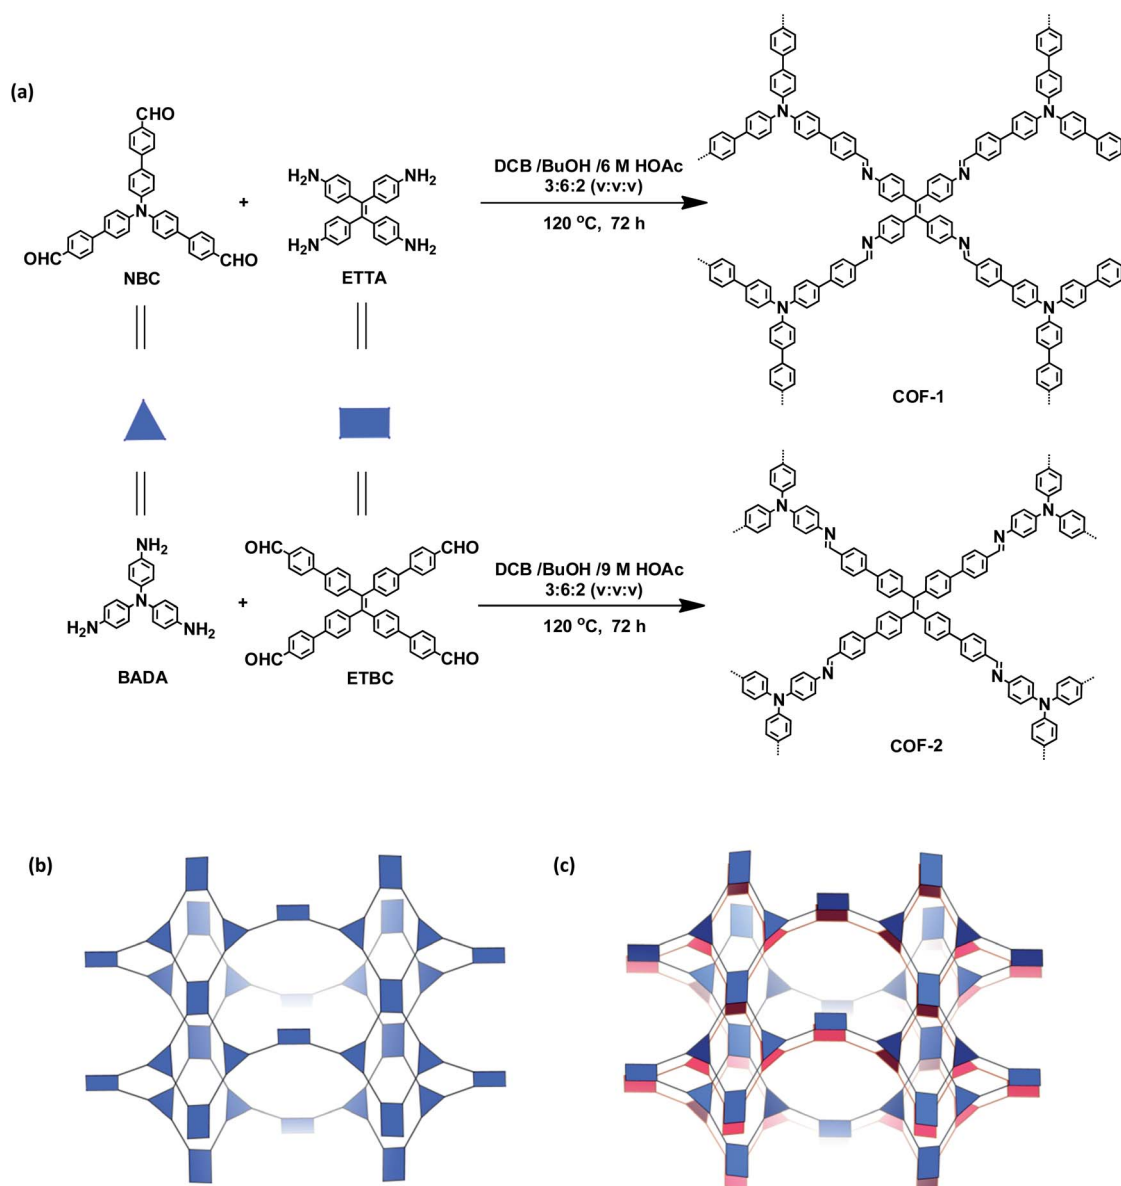 (a)
CHO
N
OHC
CHO
NBC
+
H2N
NH2
H2N
NH2
ETTA
DCB /BuOH /6 M HOAc
3:6:2 (v:v:v)
120 °C, 72 h
N
N
N
N
N
N
N
N
COF-1
NH2
N
H2N
NH2
BADA
+
OHC
CHO
OHC
CHO
ETBC
DCB /BuOH /9 M HOAc
3:6:2 (v:v:v)
120 °C, 72 h
N
N
N
N
N
N
N
N
COF-2
(b)
(c)